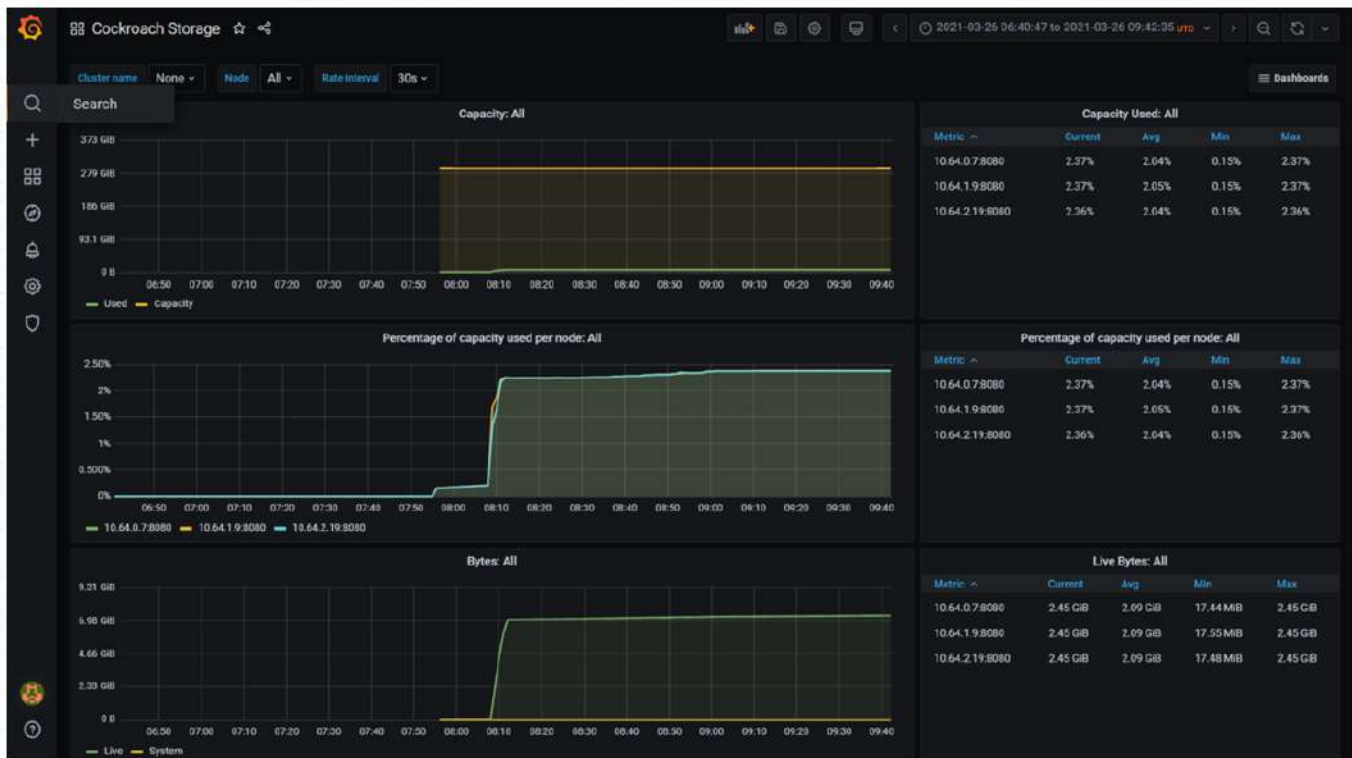 Cockroach Storage
2021-03-26 06:40:47 to 2021-03-26 09:42:35 UTC
Cluster name None Node All Rate Interval 30s
Dashboards
Search
Capacity: All
373 GiB
279 GiB
186 GiB
93.1 GiB
0 B
06:50 07:00 07:10 07:20 07:30 07:40 07:50 08:00 08:10 08:20 08:30 08:40 08:50 09:00 09:10 09:20 09:30 09:40
Used Capacity
Capacity Used: All
Metric Current Avg Min Max
10.64.0.7:8080 2.37% 2.04% 0.15% 2.37%
10.64.1.9:8080 2.37% 2.05% 0.15% 2.37%
10.64.2.19:8080 2.36% 2.04% 0.15% 2.36%
Percentage of capacity used per node: All
2.50%
2%
1.50%
1%
0.500%
0%
06:50 07:00 07:10 07:20 07:30 07:40 07:50 08:00 08:10 08:20 08:30 08:40 08:50 09:00 09:10 09:20 09:30 09:40
10.64.0.7:8080 10.64.1.9:8080 10.64.2.19:8080
Percentage of capacity used per node: All
Metric Current Avg Min Max
10.64.0.7:8080 2.37% 2.04% 0.15% 2.37%
10.64.1.9:8080 2.37% 2.05% 0.15% 2.37%
10.64.2.19:8080 2.36% 2.04% 0.15% 2.36%
Bytes: All
9.31 GiB
6.98 GiB
4.66 GiB
2.33 GiB
0 B
06:50 07:00 07:10 07:20 07:30 07:40 07:50 08:00 08:10 08:20 08:30 08:40 08:50 09:00 09:10 09:20 09:30 09:40
Live System
Live Bytes: All
Metric Current Avg Min Max
10.64.0.7:8080 2.45 GiB 2.09 GiB 17.44 MiB 2.45 GiB
10.64.1.9:8080 2.45 GiB 2.09 GiB 17.55 MiB 2.45 GiB
10.64.2.19:8080 2.45 GiB 2.09 GiB 17.48 MiB 2.45 GiB